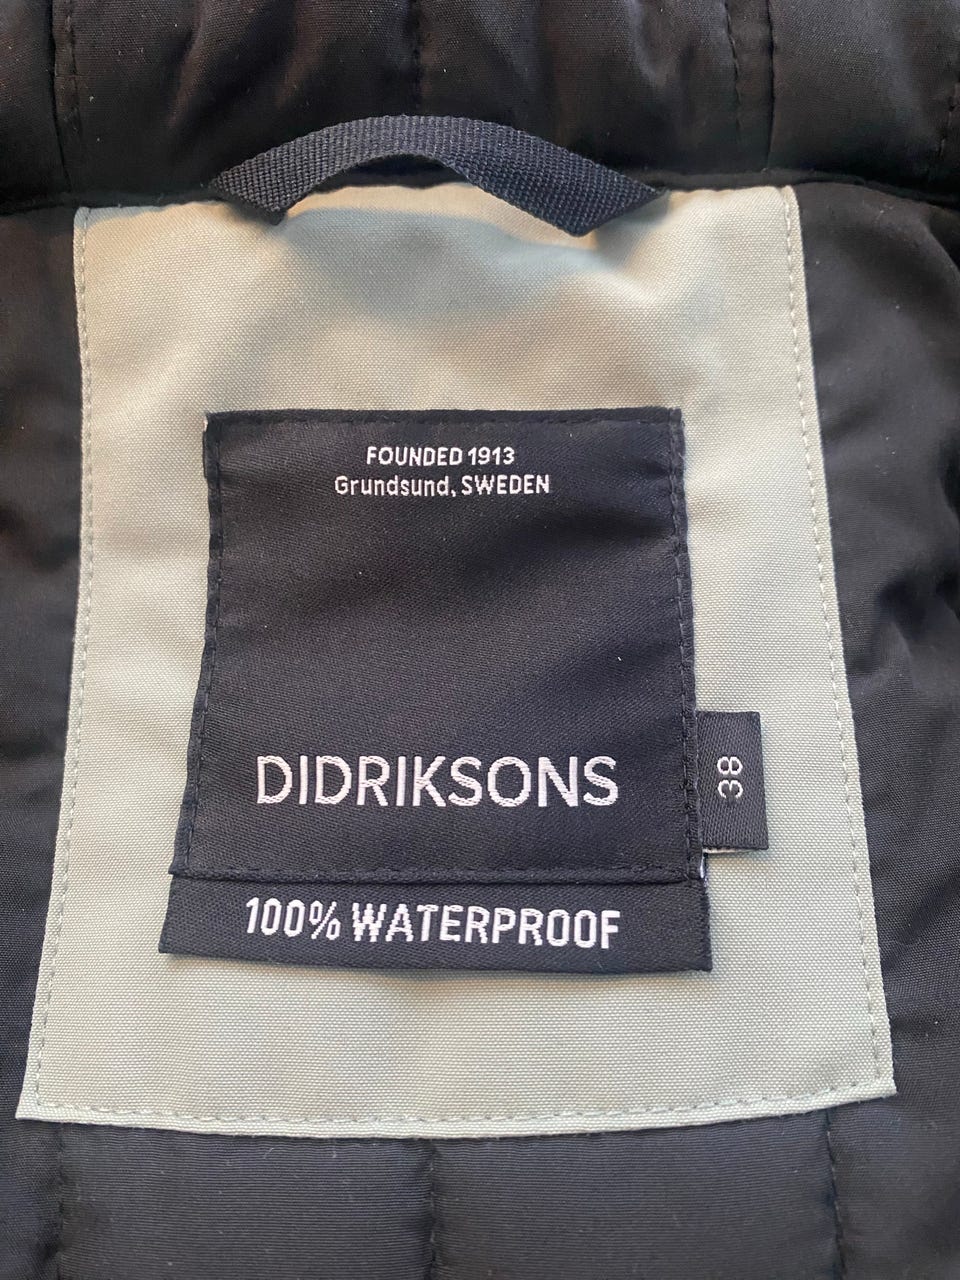 FOUNDED 1913
Grundsund, SWEDEN
DIDRIKSONS
38
100% WATERPROOF